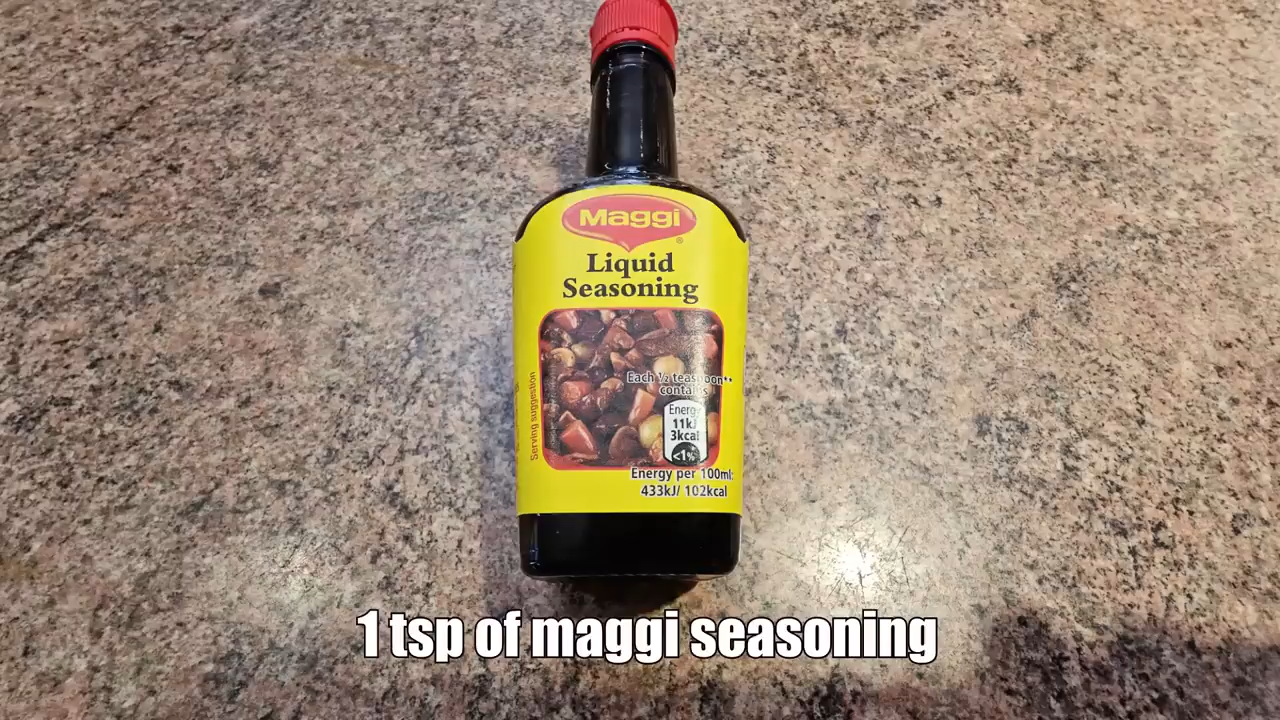 Maggi
®
Liquid
Seasoning
Each ½ teaspoon**
contains
Energy
11kJ
3kcal
<1%*
Serving suggestion
Energy per 100ml:
433kJ/ 102kcal
1 tsp of maggi seasoning